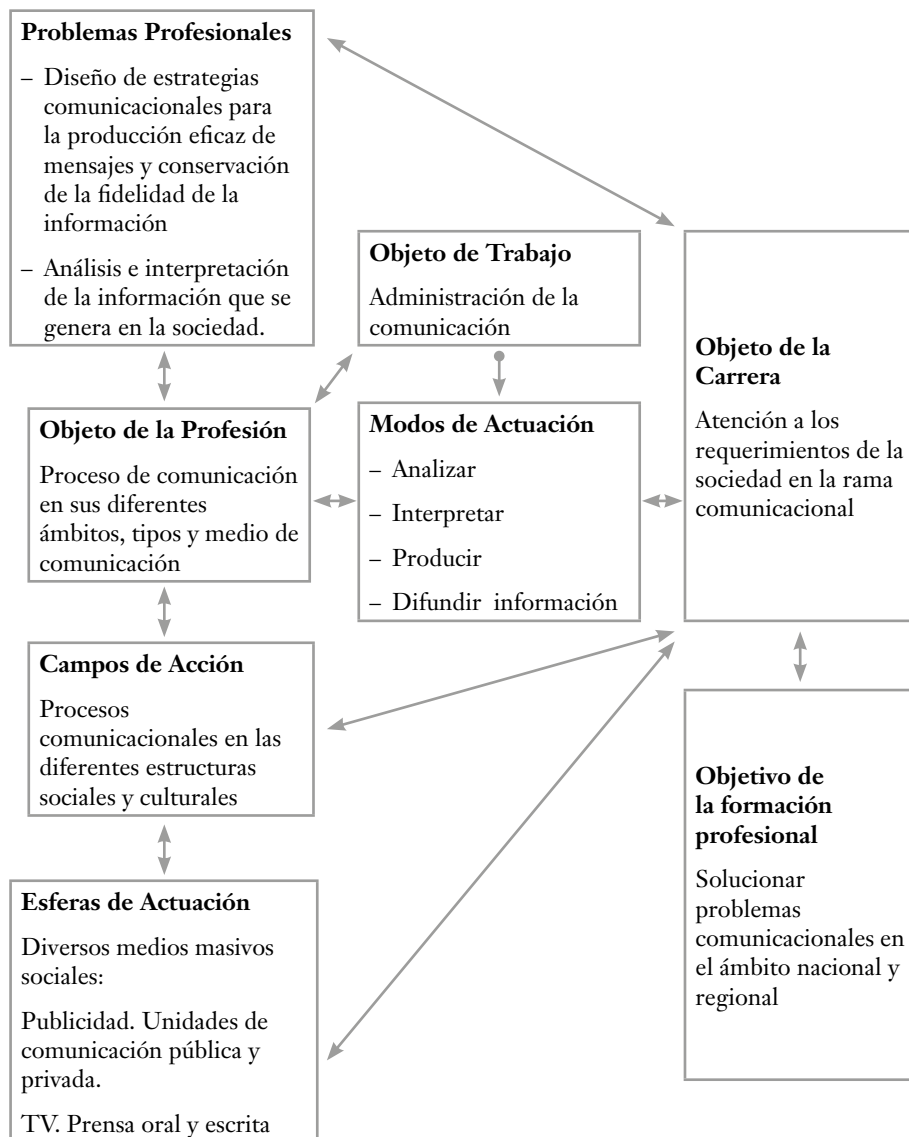 Problemas Profesionales
– Diseño de estrategias
comunicacionales para
la producción eficaz de
mensajes y conservación
de la fidelidad de la
información
– Análisis e interpretación
de la información que se
genera en la sociedad.
Objeto de Trabajo
Administración de la
comunicación
Objeto de la Profesión
Proceso de comunicación
en sus diferentes
ámbitos, tipos y medio de
comunicación
Modos de Actuación
– Analizar
– Interpretar
– Producir
– Difundir información
Objeto de la
Carrera
Atención a los
requerimientos de la
sociedad en la rama
comunicacional
Campos de Acción
Procesos
comunicacionales en las
diferentes estructuras
sociales y culturales
Objetivo de
la formación
profesional
Solucionar
problemas
comunicacionales en
el ámbito nacional y
regional
Esferas de Actuación
Diversos medios masivos
sociales:
Publicidad. Unidades de
comunicación pública y
privada.
TV. Prensa oral y escrita